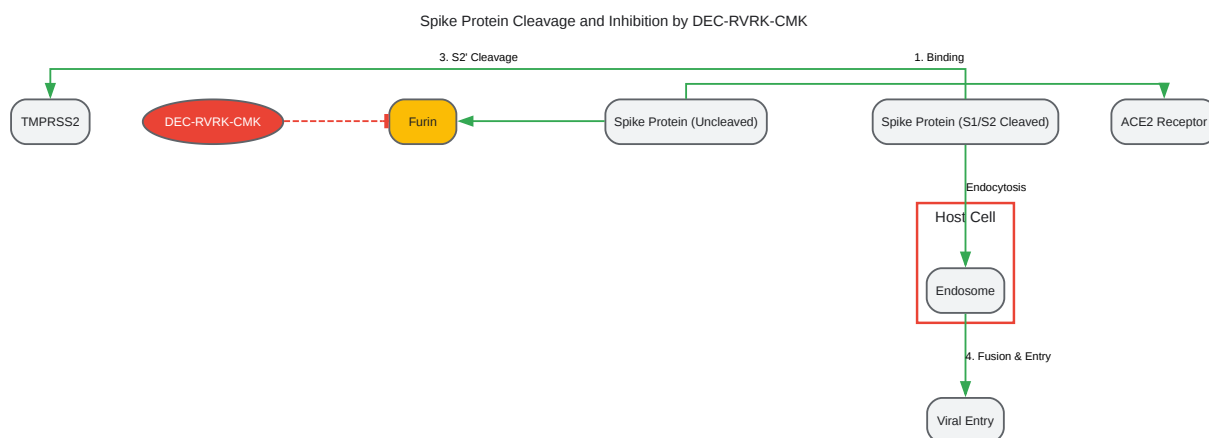 Spike Protein Cleavage and Inhibition by DEC-RVRK-CMK
3. S2' Cleavage
1. Binding
TMPRSS2
DEC-RVRK-CMK
Furin
Spike Protein (Uncleaved)
Spike Protein (S1/S2 Cleaved)
ACE2 Receptor
Endocytosis
Host Cell
Endosome
4. Fusion & Entry
Viral Entry